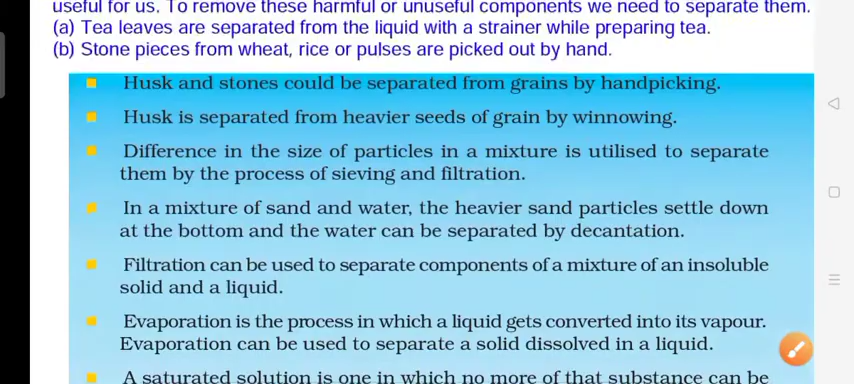 useful for us. To remove these harmful or unuseful components we need to separate them.
(a) Tea leaves are separated from the liquid with a strainer while preparing tea.
(b) Stone pieces from wheat, rice or pulses are picked out by hand.
Husk and stones could be separated from grains by handpicking.
Husk is separated from heavier seeds of grain by winnowing.
Difference in the size of particles in a mixture is utilised to separate
them by the process of sieving and filtration.
In a mixture of sand and water, the heavier sand particles settle down
at the bottom and the water can be separated by decantation.
Filtration can be used to separate components of a mixture of an insoluble
solid and a liquid.
Evaporation is the process in which a liquid gets converted into its vapour.
Evaporation can be used to separate a solid dissolved in a liquid.
A saturated solution is one in which no more of that substance can be